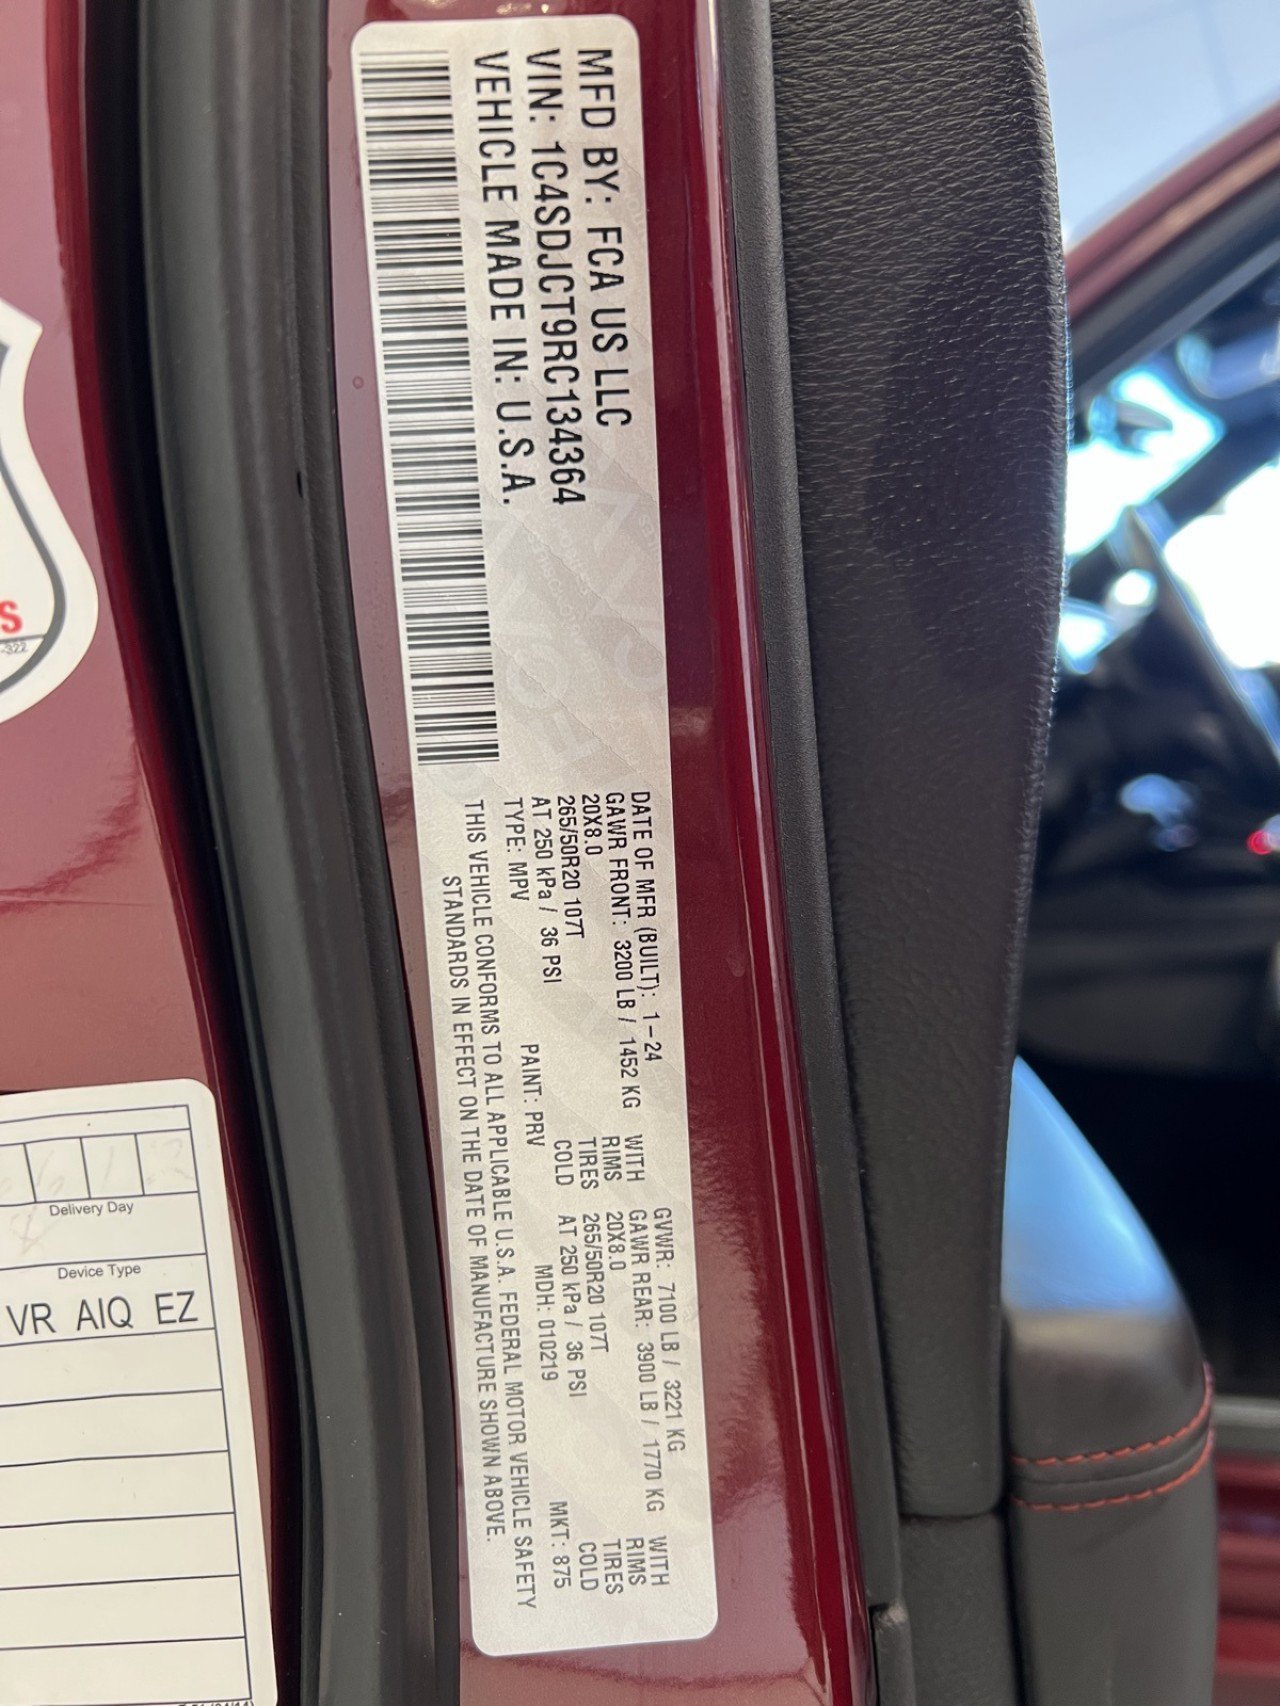 MFD BY: FCA US LLC
VIN: 1C4SDJCT9RC134364
VEHICLE MADE IN: U.S.A.
DATE OF MFR (BUILT): 1-24
GVWR: 7100 LB / 3221 KG
GAWR FRONT: 3200 LB / 1452 KG WITH
GAWR REAR: 3900 LB / 1770 KG WITH
20X8.0 RIMS
20X8.0 RIMS
265/50R20 107T TIRES
265/50R20 107T TIRES
AT 250 kPa / 36 PSI COLD
AT 250 kPa / 36 PSI COLD
TYPE: MPV PAINT: PRV MDH: 010219 MKT: 875
THIS VEHICLE CONFORMS TO ALL APPLICABLE U.S.A. FEDERAL MOTOR VEHICLE SAFETY
STANDARDS IN EFFECT ON THE DATE OF MANUFACTURE SHOWN ABOVE.
S
-322
Delivery Day
Device Type
VR AIQ EZ